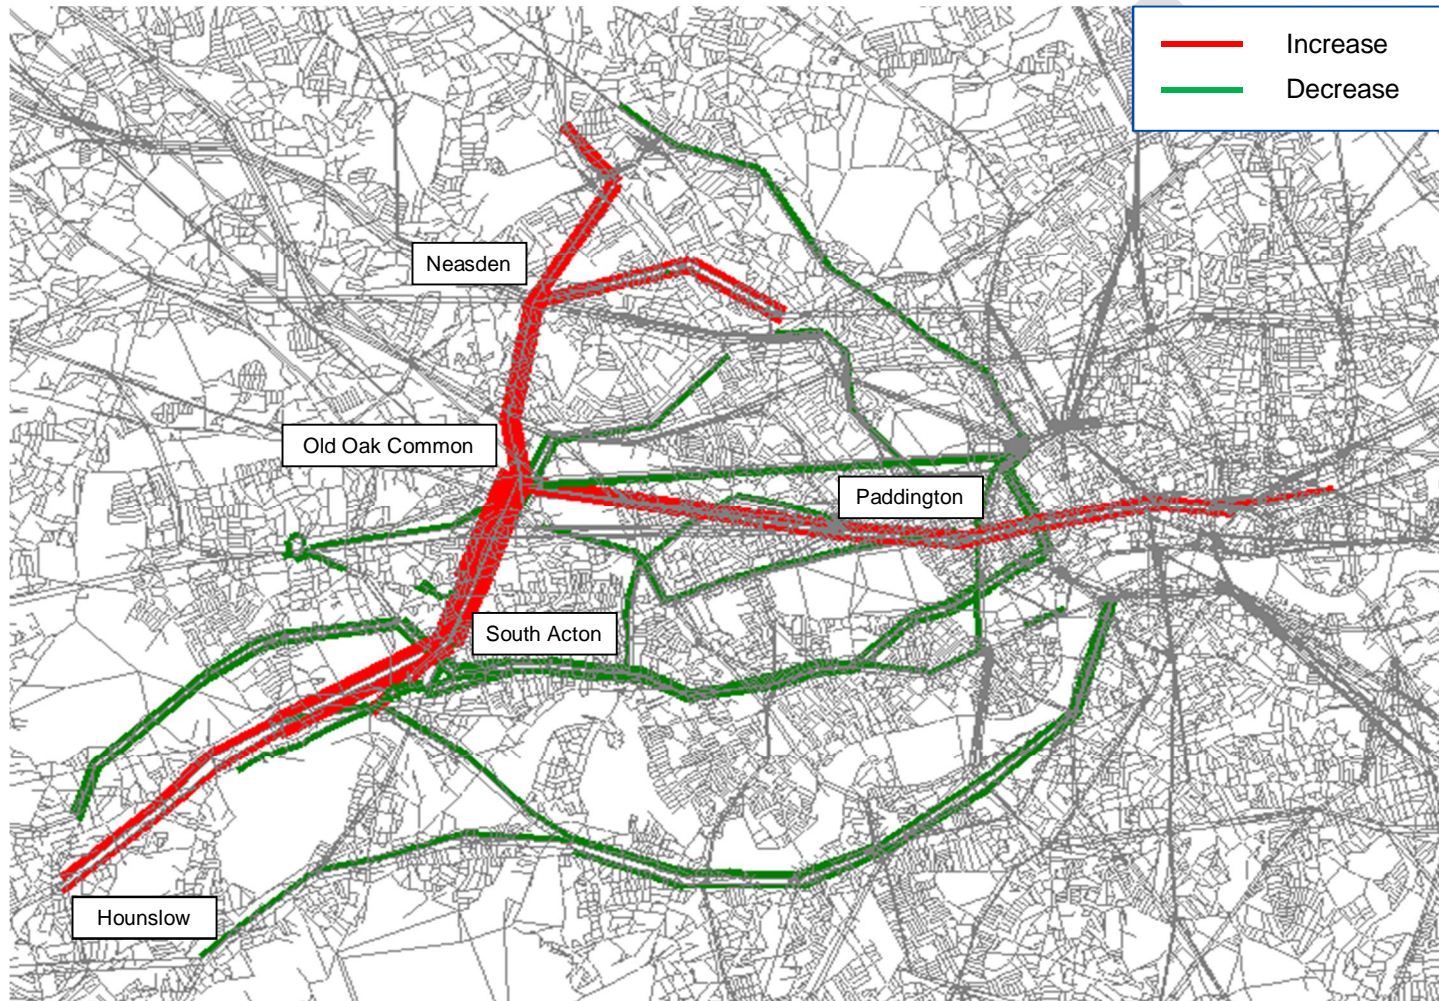 Increase
Decrease
Neasden
Old Oak Common
Paddington
South Acton
Hounslow